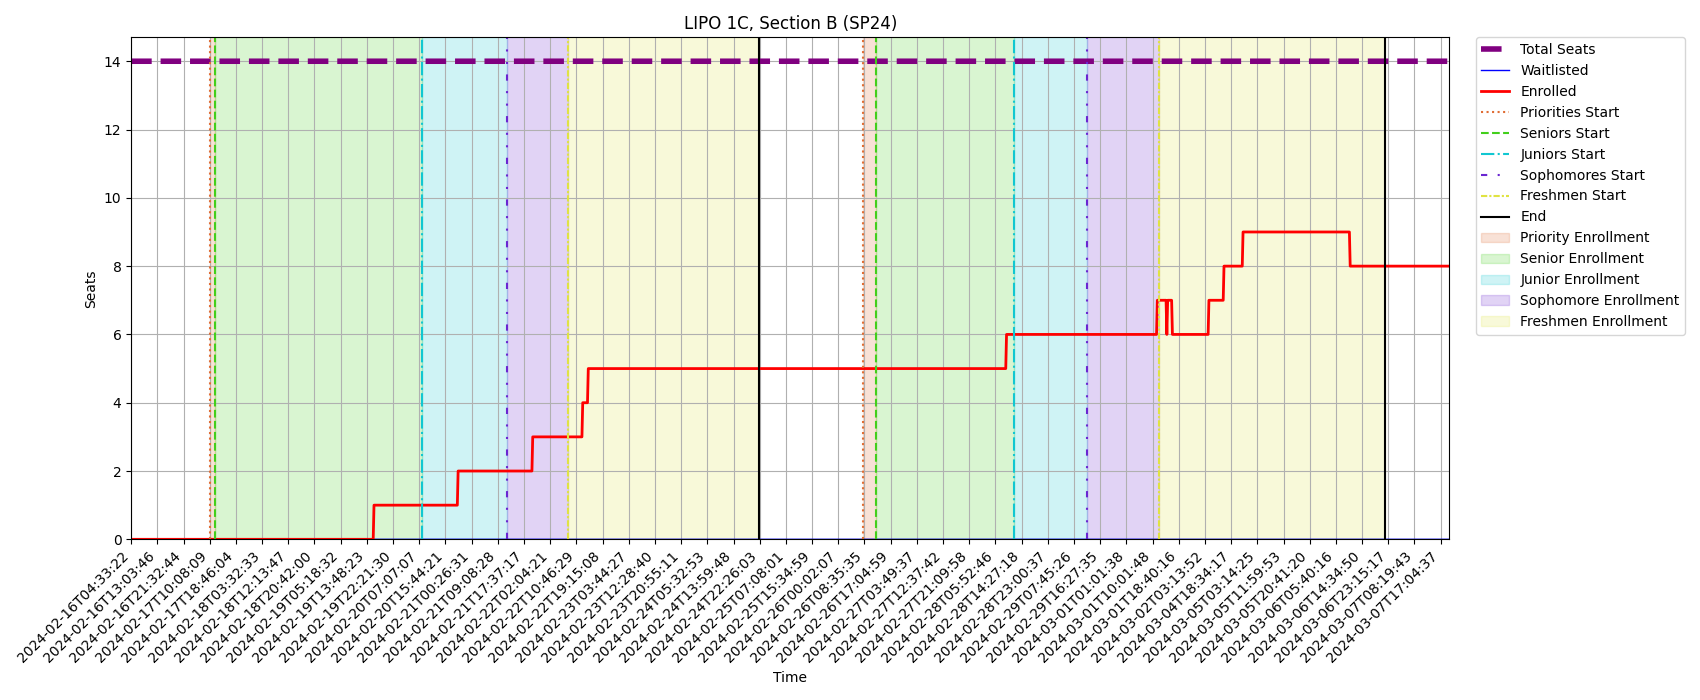 LIPO 1C, Section B (SP24)
Seats
14
12
10
8
6
4
2
0
2024-02-16T04:33:22
2024-02-16T13:03:46
2024-02-16T21:32:44
2024-02-17T10:08:09
2024-02-17T18:46:04
2024-02-18T03:32:33
2024-02-18T12:13:47
2024-02-18T20:42:00
2024-02-19T05:18:32
2024-02-19T13:48:23
2024-02-19T22:21:30
2024-02-20T07:07:07
2024-02-20T15:44:21
2024-02-21T00:26:31
2024-02-21T09:08:28
2024-02-21T17:37:17
2024-02-22T02:04:21
2024-02-22T10:46:29
2024-02-22T19:15:08
2024-02-23T03:44:27
2024-02-23T12:28:40
2024-02-23T20:55:11
2024-02-24T05:32:53
2024-02-24T13:59:48
2024-02-24T22:26:03
2024-02-25T07:08:01
2024-02-25T15:34:59
2024-02-26T00:02:07
2024-02-26T08:35:35
2024-02-26T17:04:59
2024-02-27T03:49:37
2024-02-27T12:37:42
2024-02-27T21:09:58
2024-02-28T05:52:46
2024-02-28T14:27:18
2024-02-28T23:00:37
2024-02-29T07:45:26
2024-02-29T16:27:35
2024-03-01T01:01:38
2024-03-01T10:01:48
2024-03-01T18:40:16
2024-03-02T03:13:52
2024-03-04T18:34:17
2024-03-05T03:14:25
2024-03-05T11:59:53
2024-03-05T20:41:20
2024-03-06T05:40:16
2024-03-06T14:34:50
2024-03-06T23:15:17
2024-03-07T08:19:43
2024-03-07T17:04:37
Time
Total Seats
Waitlisted
Enrolled
Priorities Start
Seniors Start
Juniors Start
Sophomores Start
Freshmen Start
End
Priority Enrollment
Senior Enrollment
Junior Enrollment
Sophomore Enrollment
Freshmen Enrollment